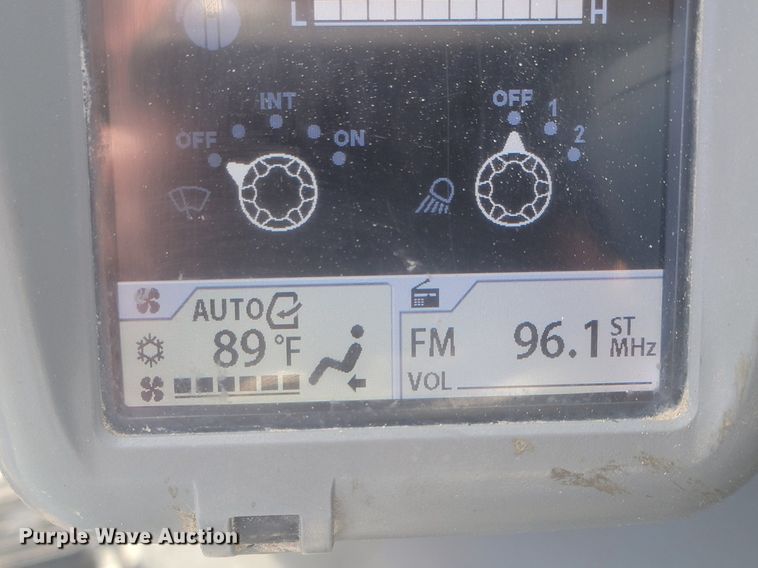 L H
INT OFF 1
OFF ON 2
AUTO
89 °F FM 96.1 ST MHz
VOL
Purple Wave Auction